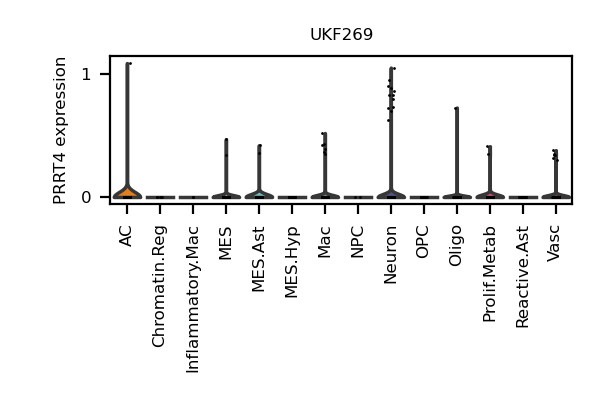 UKF269
PRRT4 expression
1
0
AC
Chromatin.Reg
Inflammatory.Mac
MES
MES.Ast
MES.Hyp
Mac
NPC
Neuron
OPC
Oligo
Prolif.Metab
Reactive.Ast
Vasc